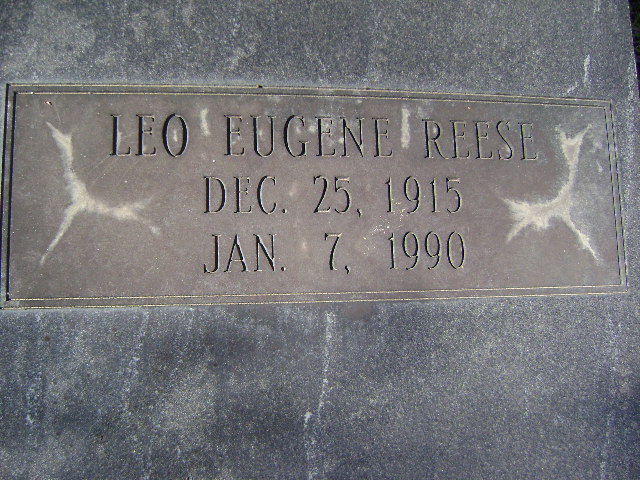 LEO EUGENE REESE
DEC. 25, 1915
JAN. 7, 1990